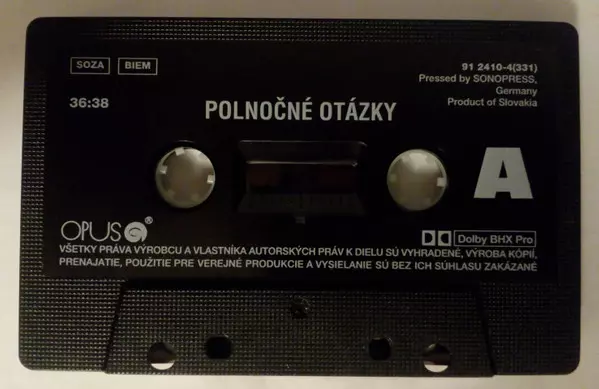 SOZA BIEM
91 2410-4(331)
Pressed by SONOPRESS,
Germany
Product of Slovakia
36:38
POLNOČNÉ OTÁZKY
A
OPUS®
Dolby BHX Pro
VŠETKY PRÁVA VÝROBCU A VLASTNÍKA AUTORSKÝCH PRÁV K DIELU SÚ VYHRADENÉ, VÝROBA KÓPIÍ,
PRENAJATIE, POUŽITIE PRE VEREJNÉ PRODUKCIE A VYSIELANIE SÚ BEZ ICH SÚHLASU ZAKÁZANÉ